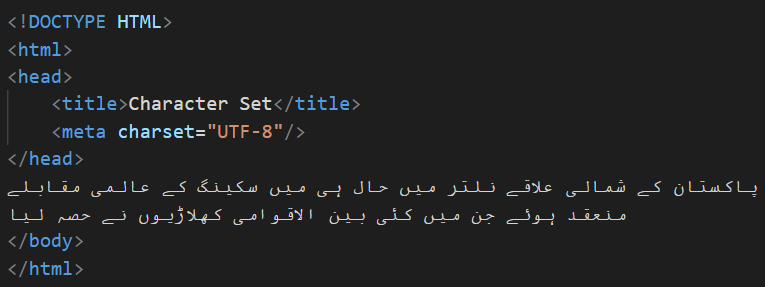 <!DOCTYPE HTML>
<html>
<head>
    <title>Character Set</title>
    <meta charset="UTF-8"/>
</head>
پاکستان کے شمالی علاقے نلتر میں حال ہی میں سکینگ کے عالمی مقابلے
منعقد ہوئے جن میں کئی بین الاقوامی کھلاڑیوں نے حصہ لیا
</body>
</html>